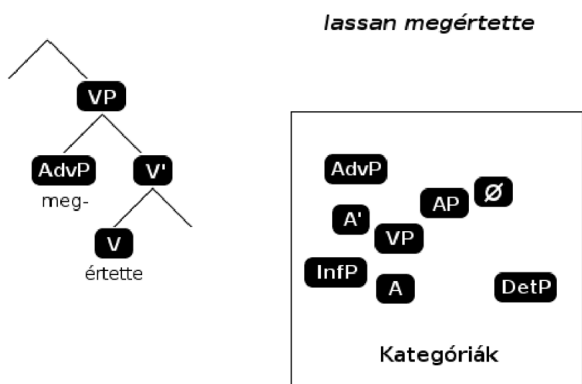 lassan megértette
VP
AdvP V'
meg-
V
értette
AdvP
AP Ø
A'
VP
InfP
A DetP
Kategóriák